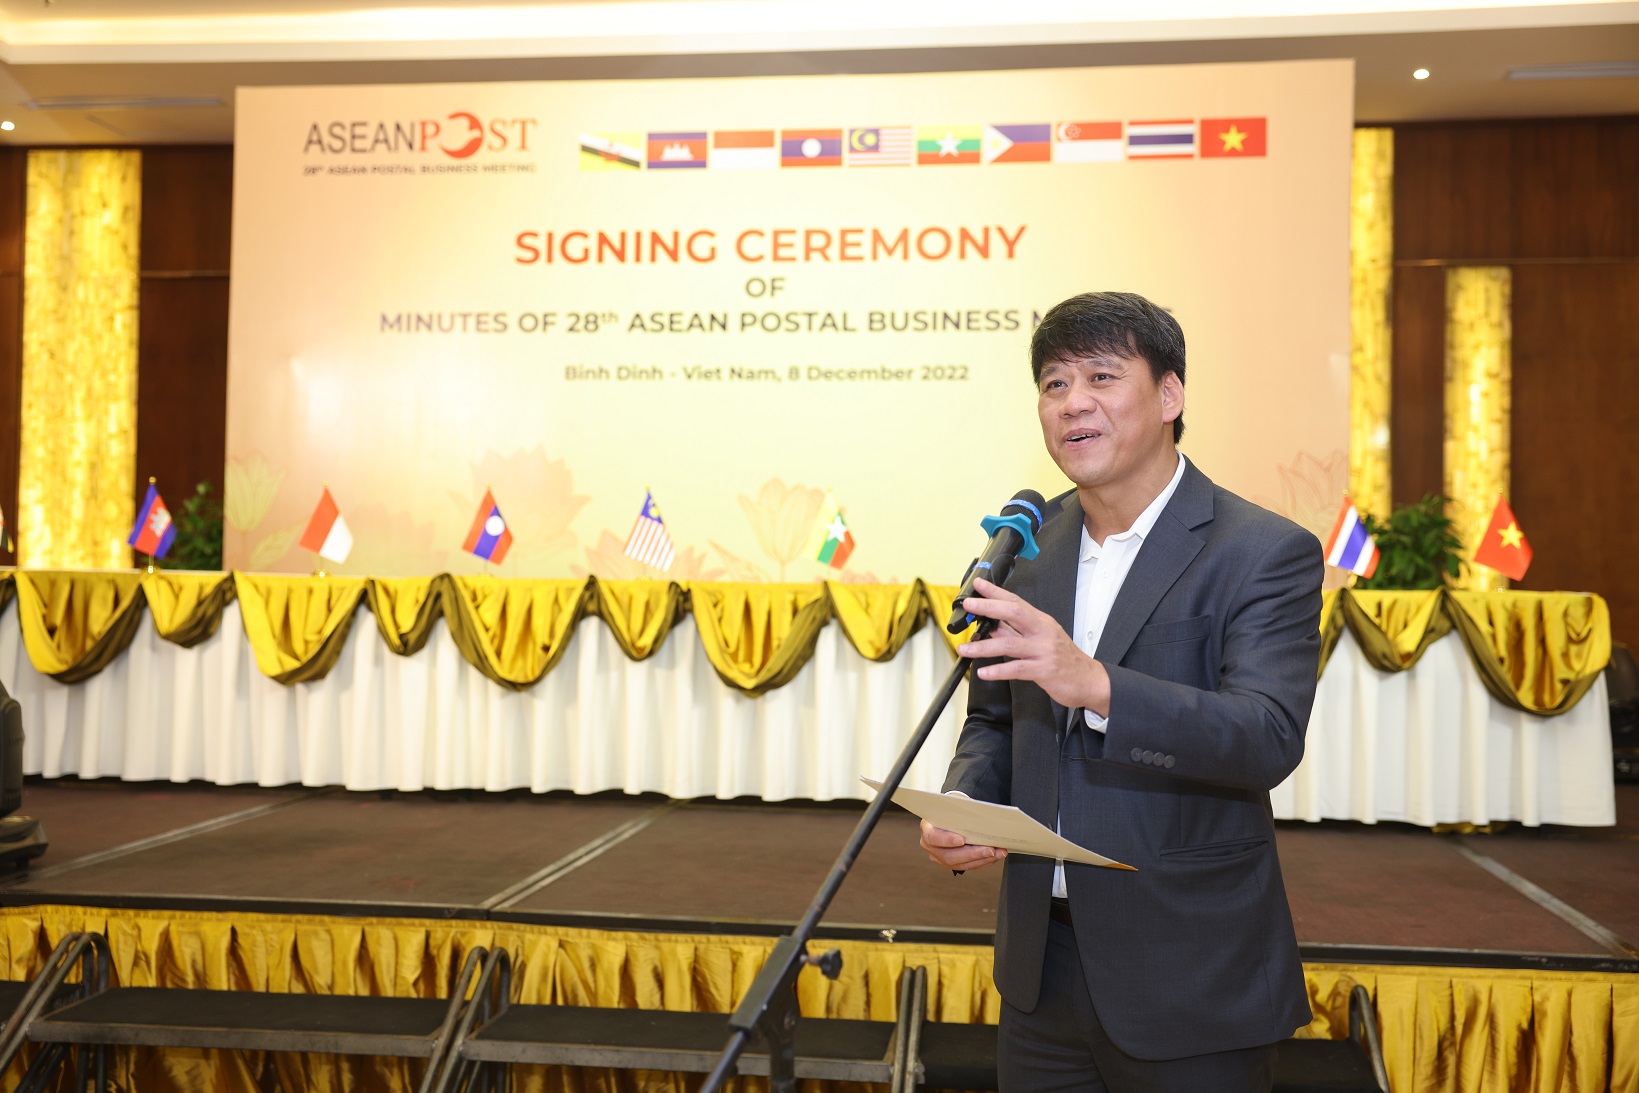 ASEANPOST
28th ASEAN POSTAL BUSINESS MEETING
SIGNING CEREMONY
OF
MINUTES OF 28th ASEAN POSTAL BUSINESS
Binh Dinh - Viet Nam, 8 December 2022